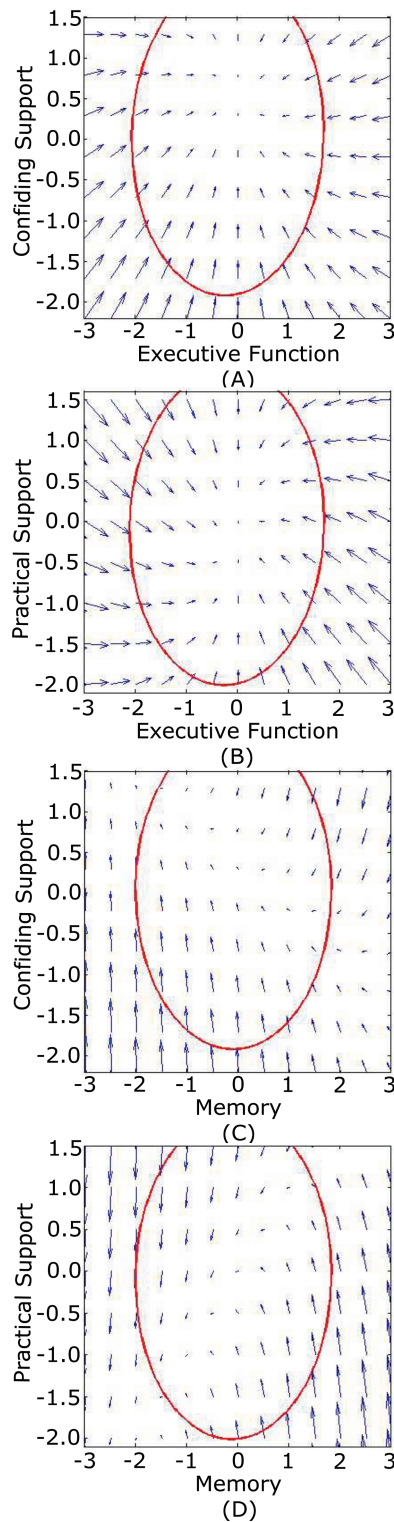 1.5
1.0
0.5
0.0
-0.5
-1.0
-1.5
-2.0
Confiding Support
-3 -2 -1 0 1 2 3
Executive Function
(A)
1.5
1.0
0.5
0.0
-0.5
-1.0
-1.5
-2.0
Practical Support
-3 -2 -1 0 1 2 3
Executive Function
(B)
1.5
1.0
0.5
0.0
-0.5
-1.0
-1.5
-2.0
Confiding Support
-3 -2 -1 0 1 2 3
Memory
(C)
1.5
1.0
0.5
0.0
-0.5
-1.0
-1.5
-2.0
Practical Support
-3 -2 -1 0 1 2 3
Memory
(D)